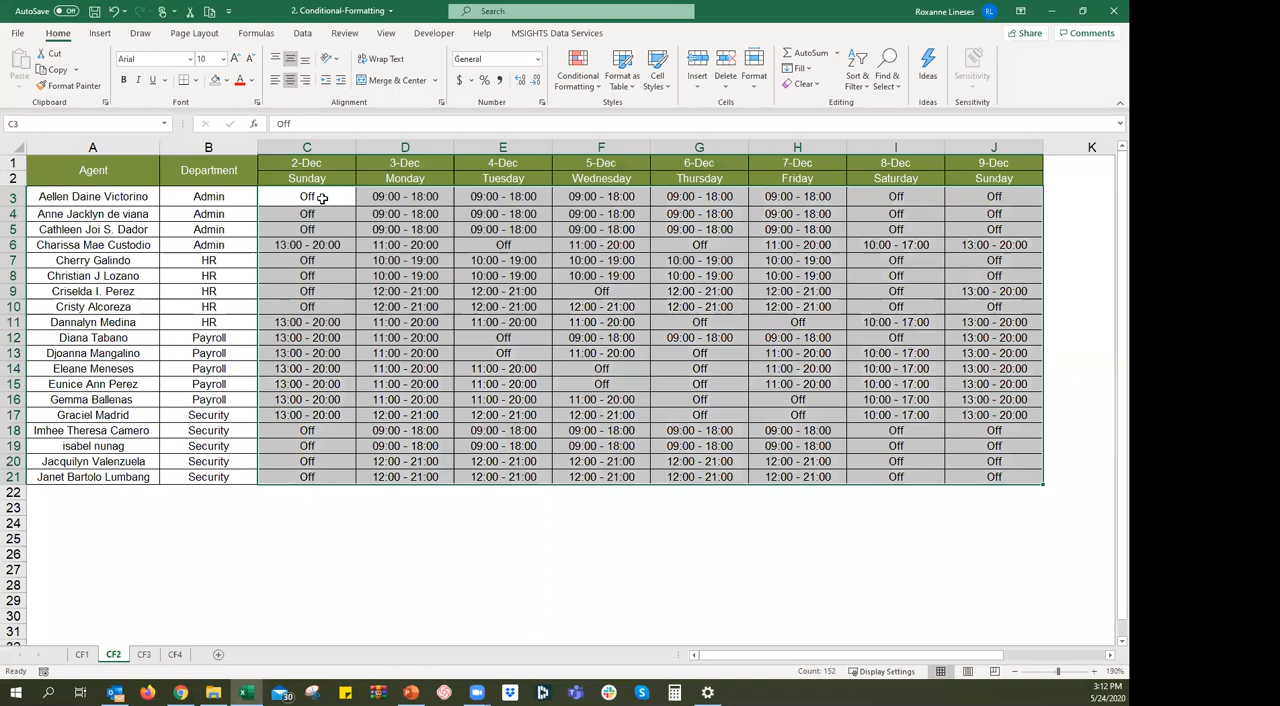 AutoSave Off 2. Conditional-Formatting Search Roxanne Lineses RL
File Home Insert Draw Page Layout Formulas Data Review View Developer Help MSIGHTS Data Services Share Comments
Paste Cut Copy Format Painter Arial 10 B I U A Wrap Text Merge & Center General $ % Conditional Formatting Format as Table Cell Styles Insert Delete Format AutoSum Fill Clear Sort & Filter Find & Select Ideas Sensitivity
Clipboard Font Alignment Number Styles Cells Editing Ideas Sensitivity
C3 fx Off
A B C D E F G H I J K
1 Agent Department 2-Dec 3-Dec 4-Dec 5-Dec 6-Dec 7-Dec 8-Dec 9-Dec
2 Sunday Monday Tuesday Wednesday Thursday Friday Saturday Sunday
3 Aellen Daine Victorino Admin Off 09:00 - 18:00 09:00 - 18:00 09:00 - 18:00 09:00 - 18:00 09:00 - 18:00 Off Off
4 Anne Jacklyn de viana Admin Off 09:00 - 18:00 09:00 - 18:00 09:00 - 18:00 09:00 - 18:00 09:00 - 18:00 Off Off
5 Cathleen Joi S. Dador Admin Off 09:00 - 18:00 09:00 - 18:00 09:00 - 18:00 09:00 - 18:00 09:00 - 18:00 Off Off
6 Charissa Mae Custodio Admin 13:00 - 20:00 11:00 - 20:00 Off 11:00 - 20:00 Off 11:00 - 20:00 10:00 - 17:00 13:00 - 20:00
7 Cherry Galindo HR Off 10:00 - 19:00 10:00 - 19:00 10:00 - 19:00 10:00 - 19:00 10:00 - 19:00 Off Off
8 Christian J Lozano HR Off 10:00 - 19:00 10:00 - 19:00 10:00 - 19:00 10:00 - 19:00 10:00 - 19:00 Off Off
9 Criselda I. Perez HR Off 12:00 - 21:00 12:00 - 21:00 Off 12:00 - 21:00 12:00 - 21:00 Off 13:00 - 20:00
10 Cristy Alcoreza HR Off 12:00 - 21:00 12:00 - 21:00 12:00 - 21:00 12:00 - 21:00 12:00 - 21:00 Off Off
11 Dannalyn Medina HR 13:00 - 20:00 11:00 - 20:00 11:00 - 20:00 11:00 - 20:00 Off Off 10:00 - 17:00 13:00 - 20:00
12 Diana Tabano Payroll 13:00 - 20:00 11:00 - 20:00 Off 09:00 - 18:00 09:00 - 18:00 09:00 - 18:00 Off 13:00 - 20:00
13 Djoanna Mangalino Payroll 13:00 - 20:00 11:00 - 20:00 Off 11:00 - 20:00 Off 11:00 - 20:00 10:00 - 17:00 13:00 - 20:00
14 Eleane Meneses Payroll 13:00 - 20:00 11:00 - 20:00 11:00 - 20:00 Off Off 11:00 - 20:00 10:00 - 17:00 13:00 - 20:00
15 Eunice Ann Perez Payroll 13:00 - 20:00 11:00 - 20:00 11:00 - 20:00 Off Off 11:00 - 20:00 10:00 - 17:00 13:00 - 20:00
16 Gemma Ballenas Payroll 13:00 - 20:00 11:00 - 20:00 11:00 - 20:00 11:00 - 20:00 Off Off 10:00 - 17:00 13:00 - 20:00
17 Graciel Madrid Security 13:00 - 20:00 12:00 - 21:00 12:00 - 21:00 12:00 - 21:00 Off Off 10:00 - 17:00 13:00 - 20:00
18 Imhee Theresa Camero Security Off 09:00 - 18:00 09:00 - 18:00 09:00 - 18:00 09:00 - 18:00 09:00 - 18:00 Off Off
19 isabel nunag Security Off 09:00 - 18:00 09:00 - 18:00 09:00 - 18:00 09:00 - 18:00 09:00 - 18:00 Off Off
20 Jacquilyn Valenzuela Security Off 12:00 - 21:00 12:00 - 21:00 12:00 - 21:00 12:00 - 21:00 12:00 - 21:00 Off Off
21 Janet Bartolo Lumbang Security Off 12:00 - 21:00 12:00 - 21:00 12:00 - 21:00 12:00 - 21:00 12:00 - 21:00 Off Off
22
23
24
25
26
27
28
29
30
31
CF1 CF2 CF3 CF4
Ready Count: 152 Display Settings 130%
30 3:12 PM
5/24/2020